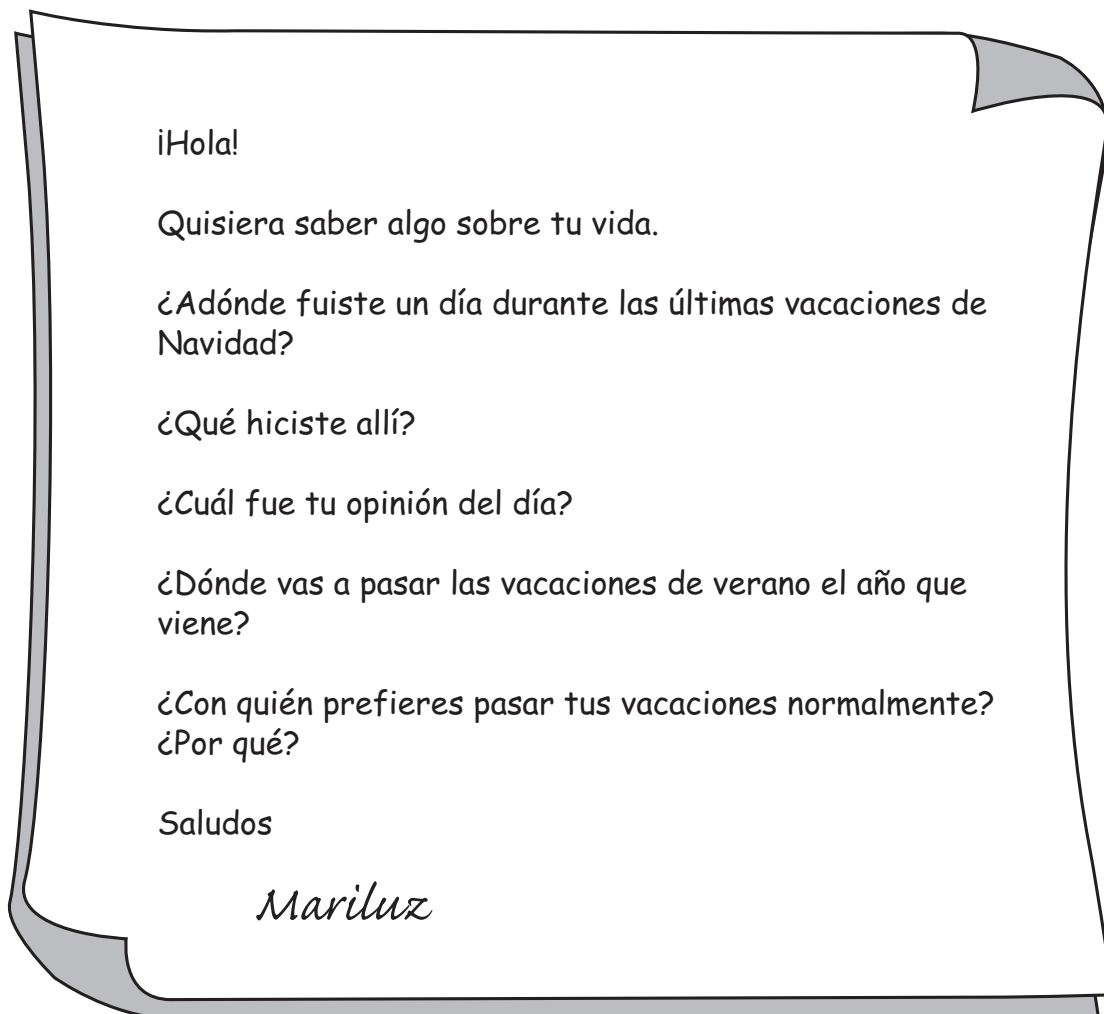 ¡Hola!
Quisiera saber algo sobre tu vida.
¿Adónde fuiste un día durante las últimas vacaciones de
Navidad?
¿Qué hiciste allí?
¿Cuál fue tu opinión del día?
¿Dónde vas a pasar las vacaciones de verano el año que
viene?
¿Con quién prefieres pasar tus vacaciones normalmente?
¿Por qué?
Saludos
Mariluz